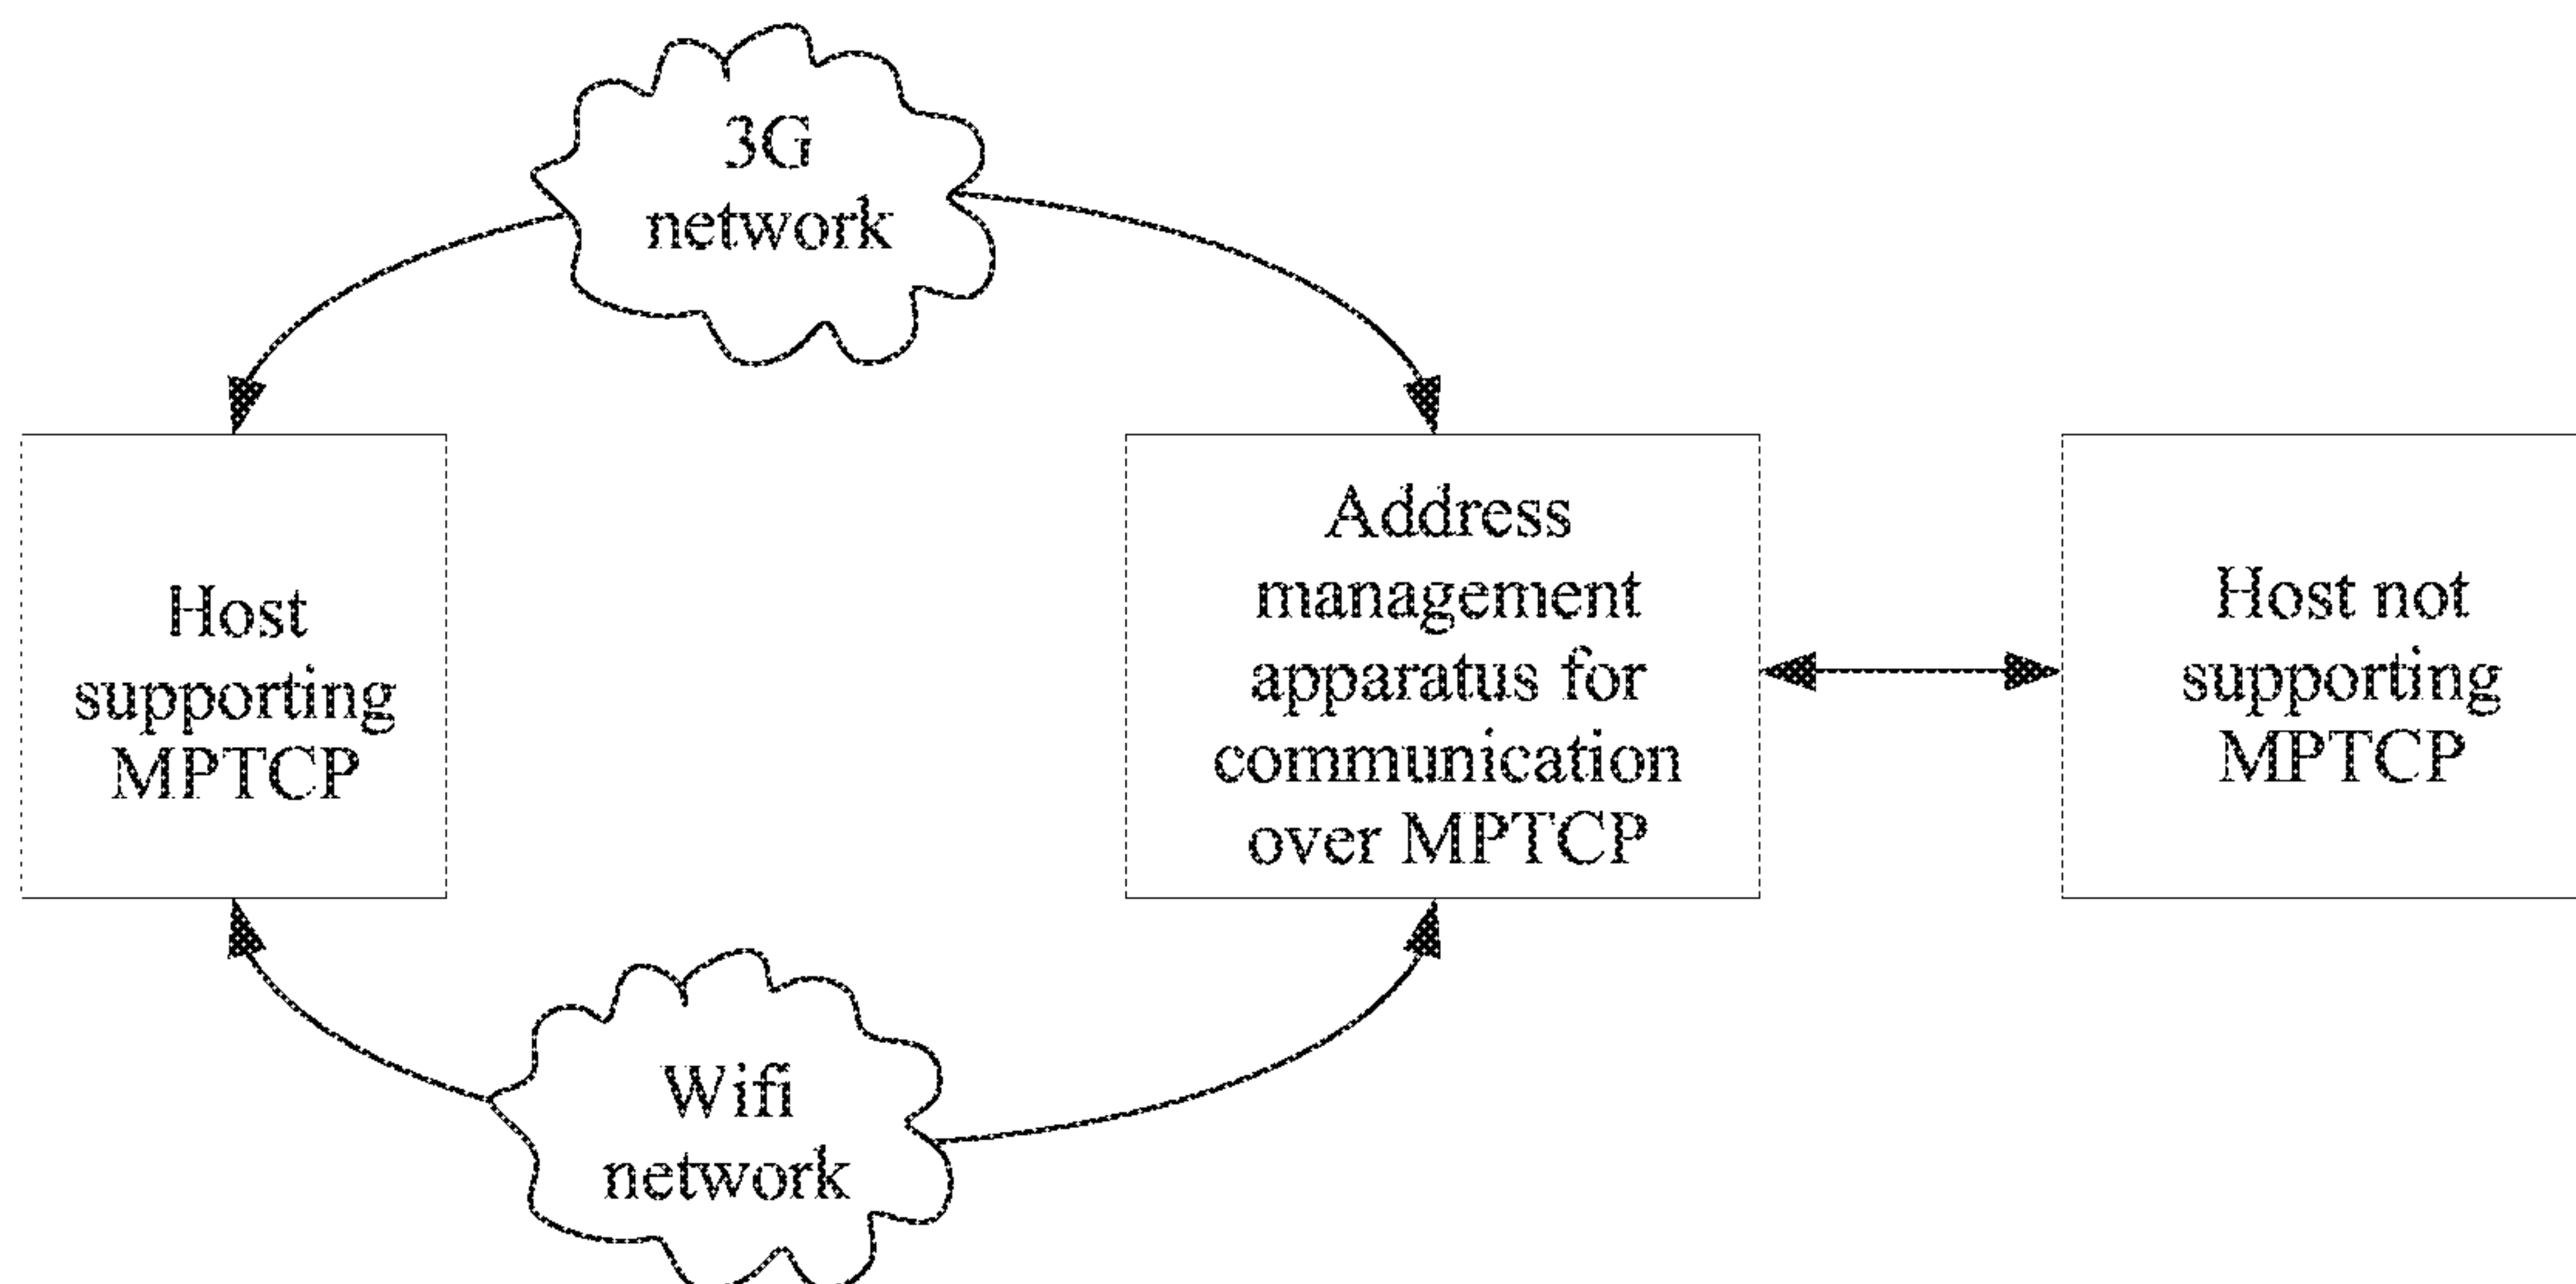 3G
network
Host
supporting
MPTCP
Address
management
apparatus for
communication
over MPTCP
Host not
supporting
MPTCP
Wifi
network